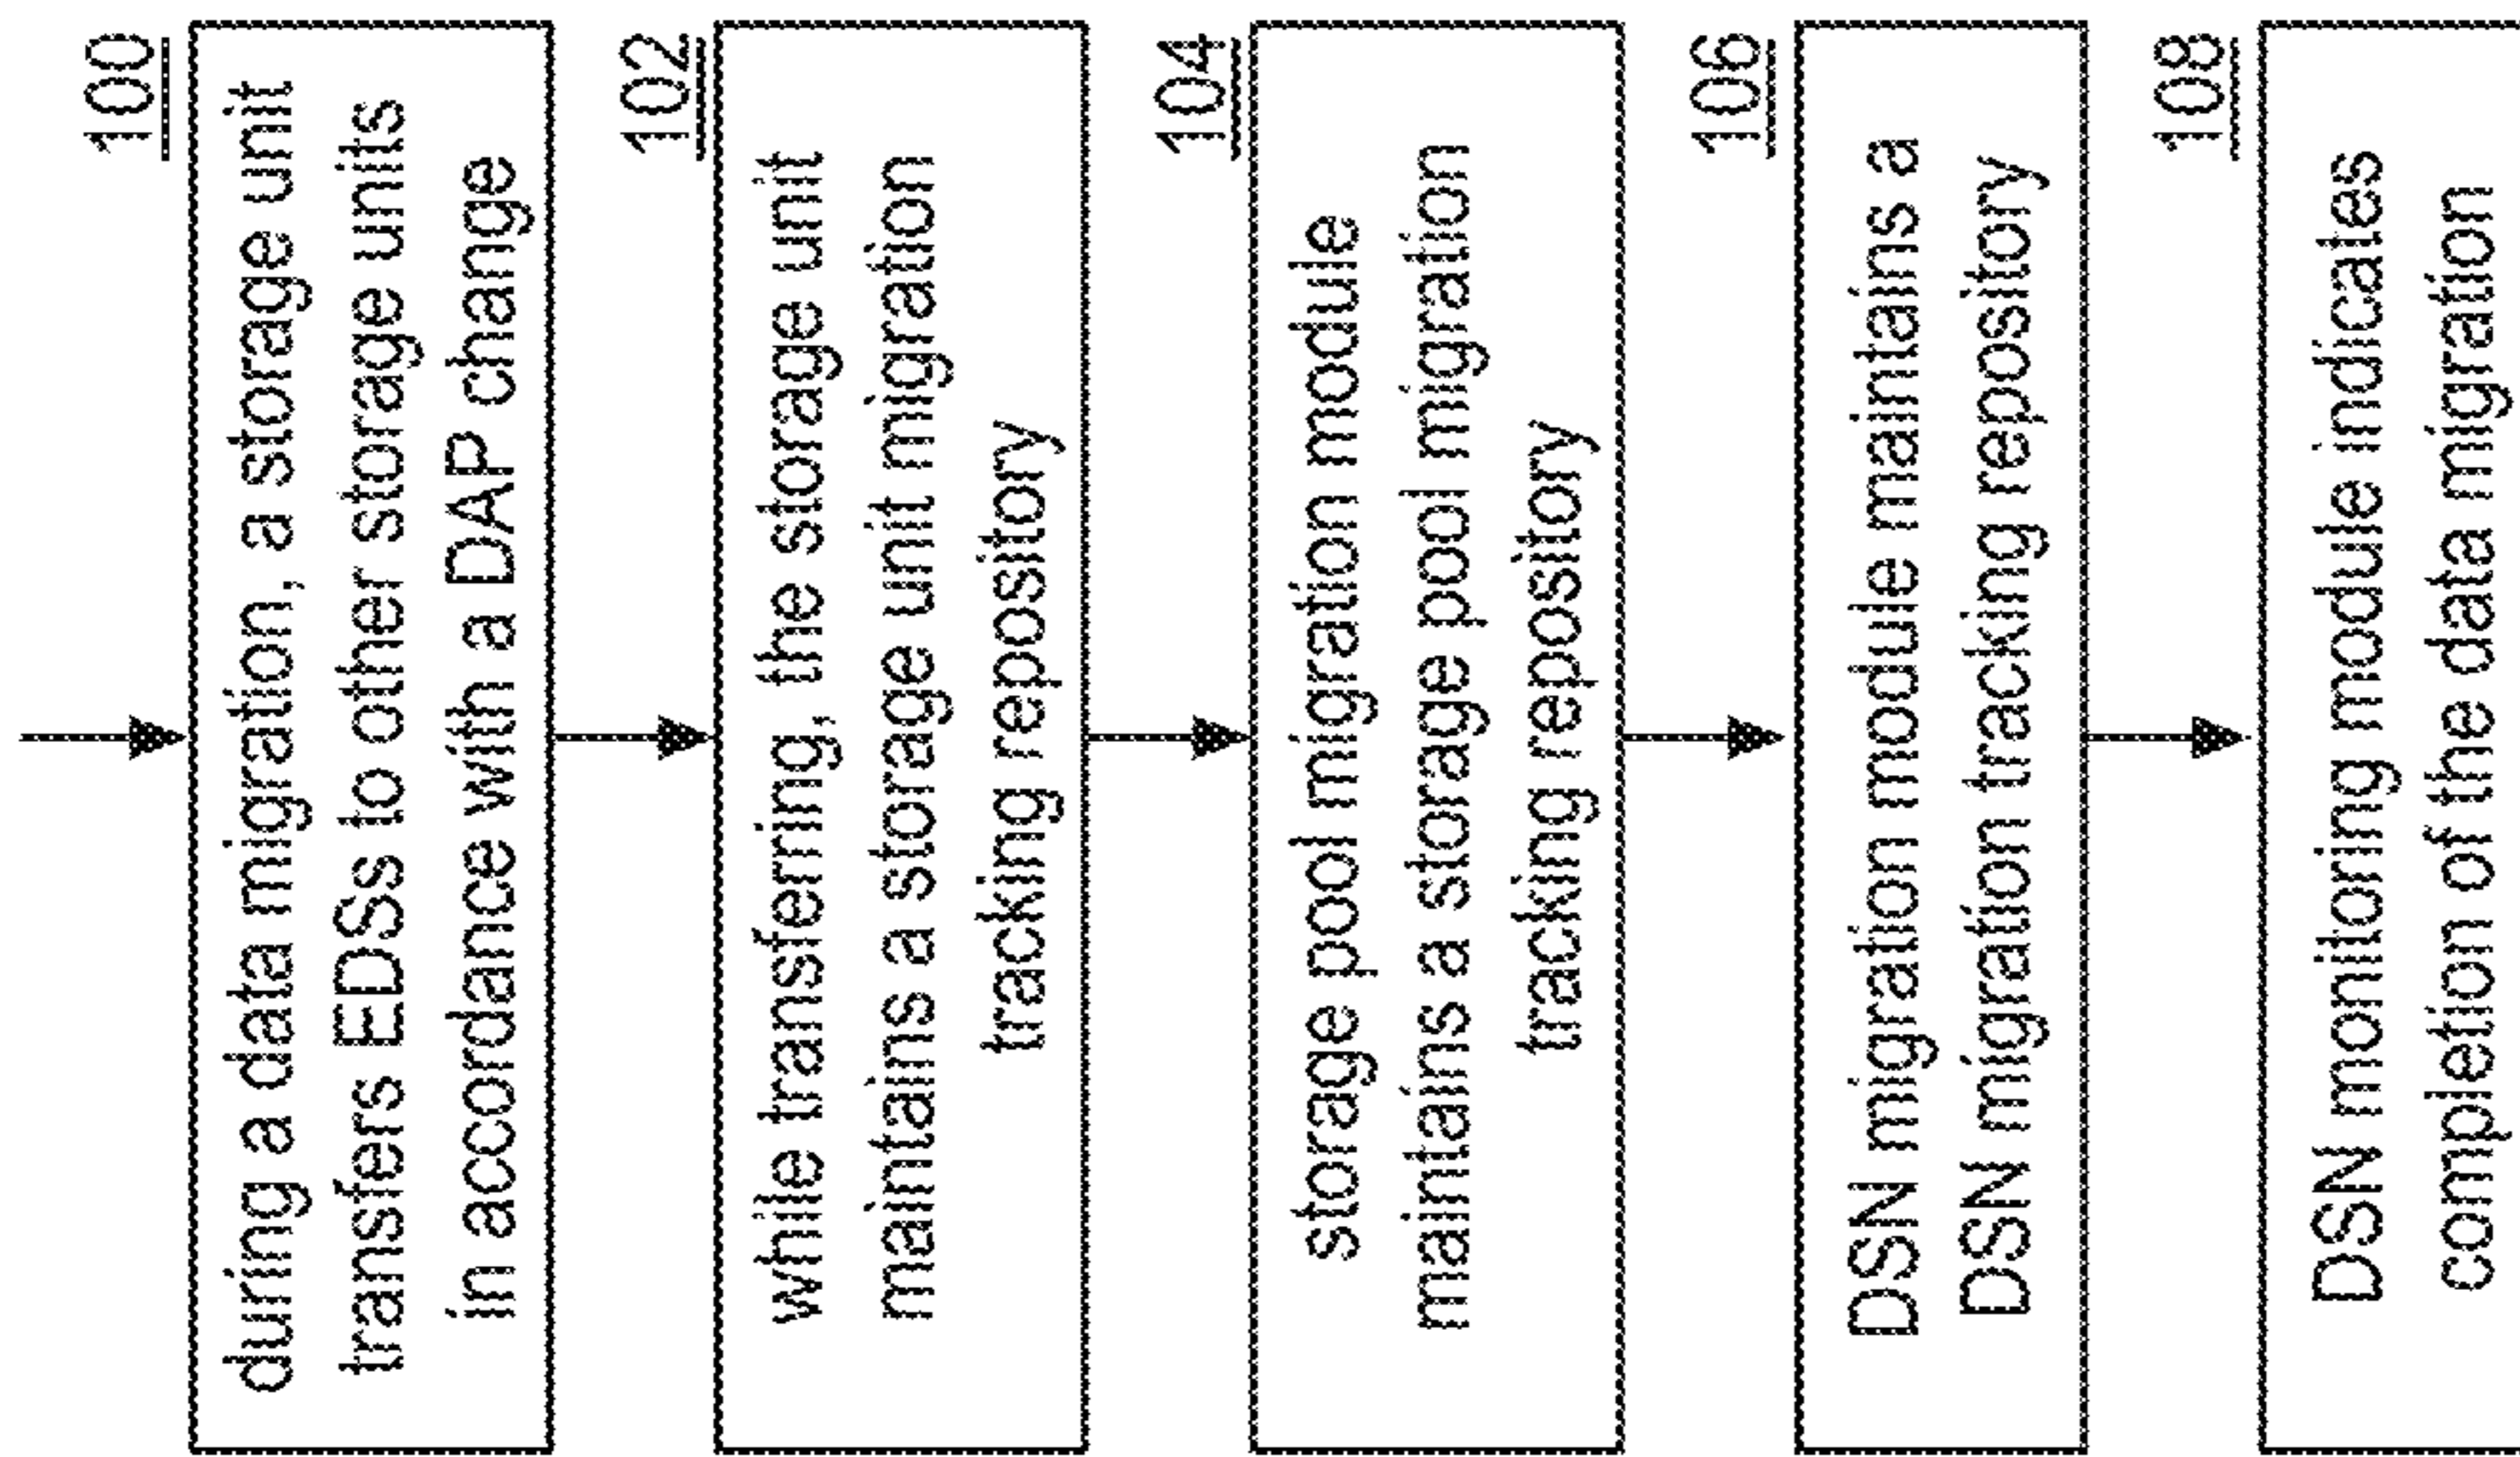 100
during a data migration, a storage unit
transfers EDSs to other storage units
in accordance with a DAP change
102
while transferring, the storage unit
maintains a storage unit migration
tracking repository
104
storage pool migration module
maintains a storage pool migration
tracking repository
106
DSN migration module maintains a
DSN migration tracking repository
108
DSN monitoring module indicates
completion of the data migration